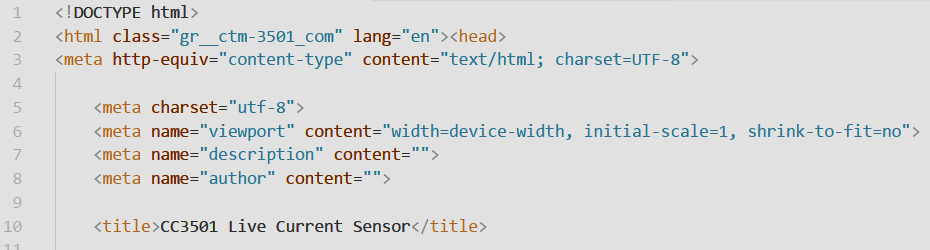 1 <!DOCTYPE html>
2 <html class="gr__ctm-3501_com" lang="en"><head>
3 <meta http-equiv="content-type" content="text/html; charset=UTF-8">
4
5 <meta charset="utf-8">
6 <meta name="viewport" content="width=device-width, initial-scale=1, shrink-to-fit=no">
7 <meta name="description" content="">
8 <meta name="author" content="">
9
10 <title>CC3501 Live Current Sensor</title>
11